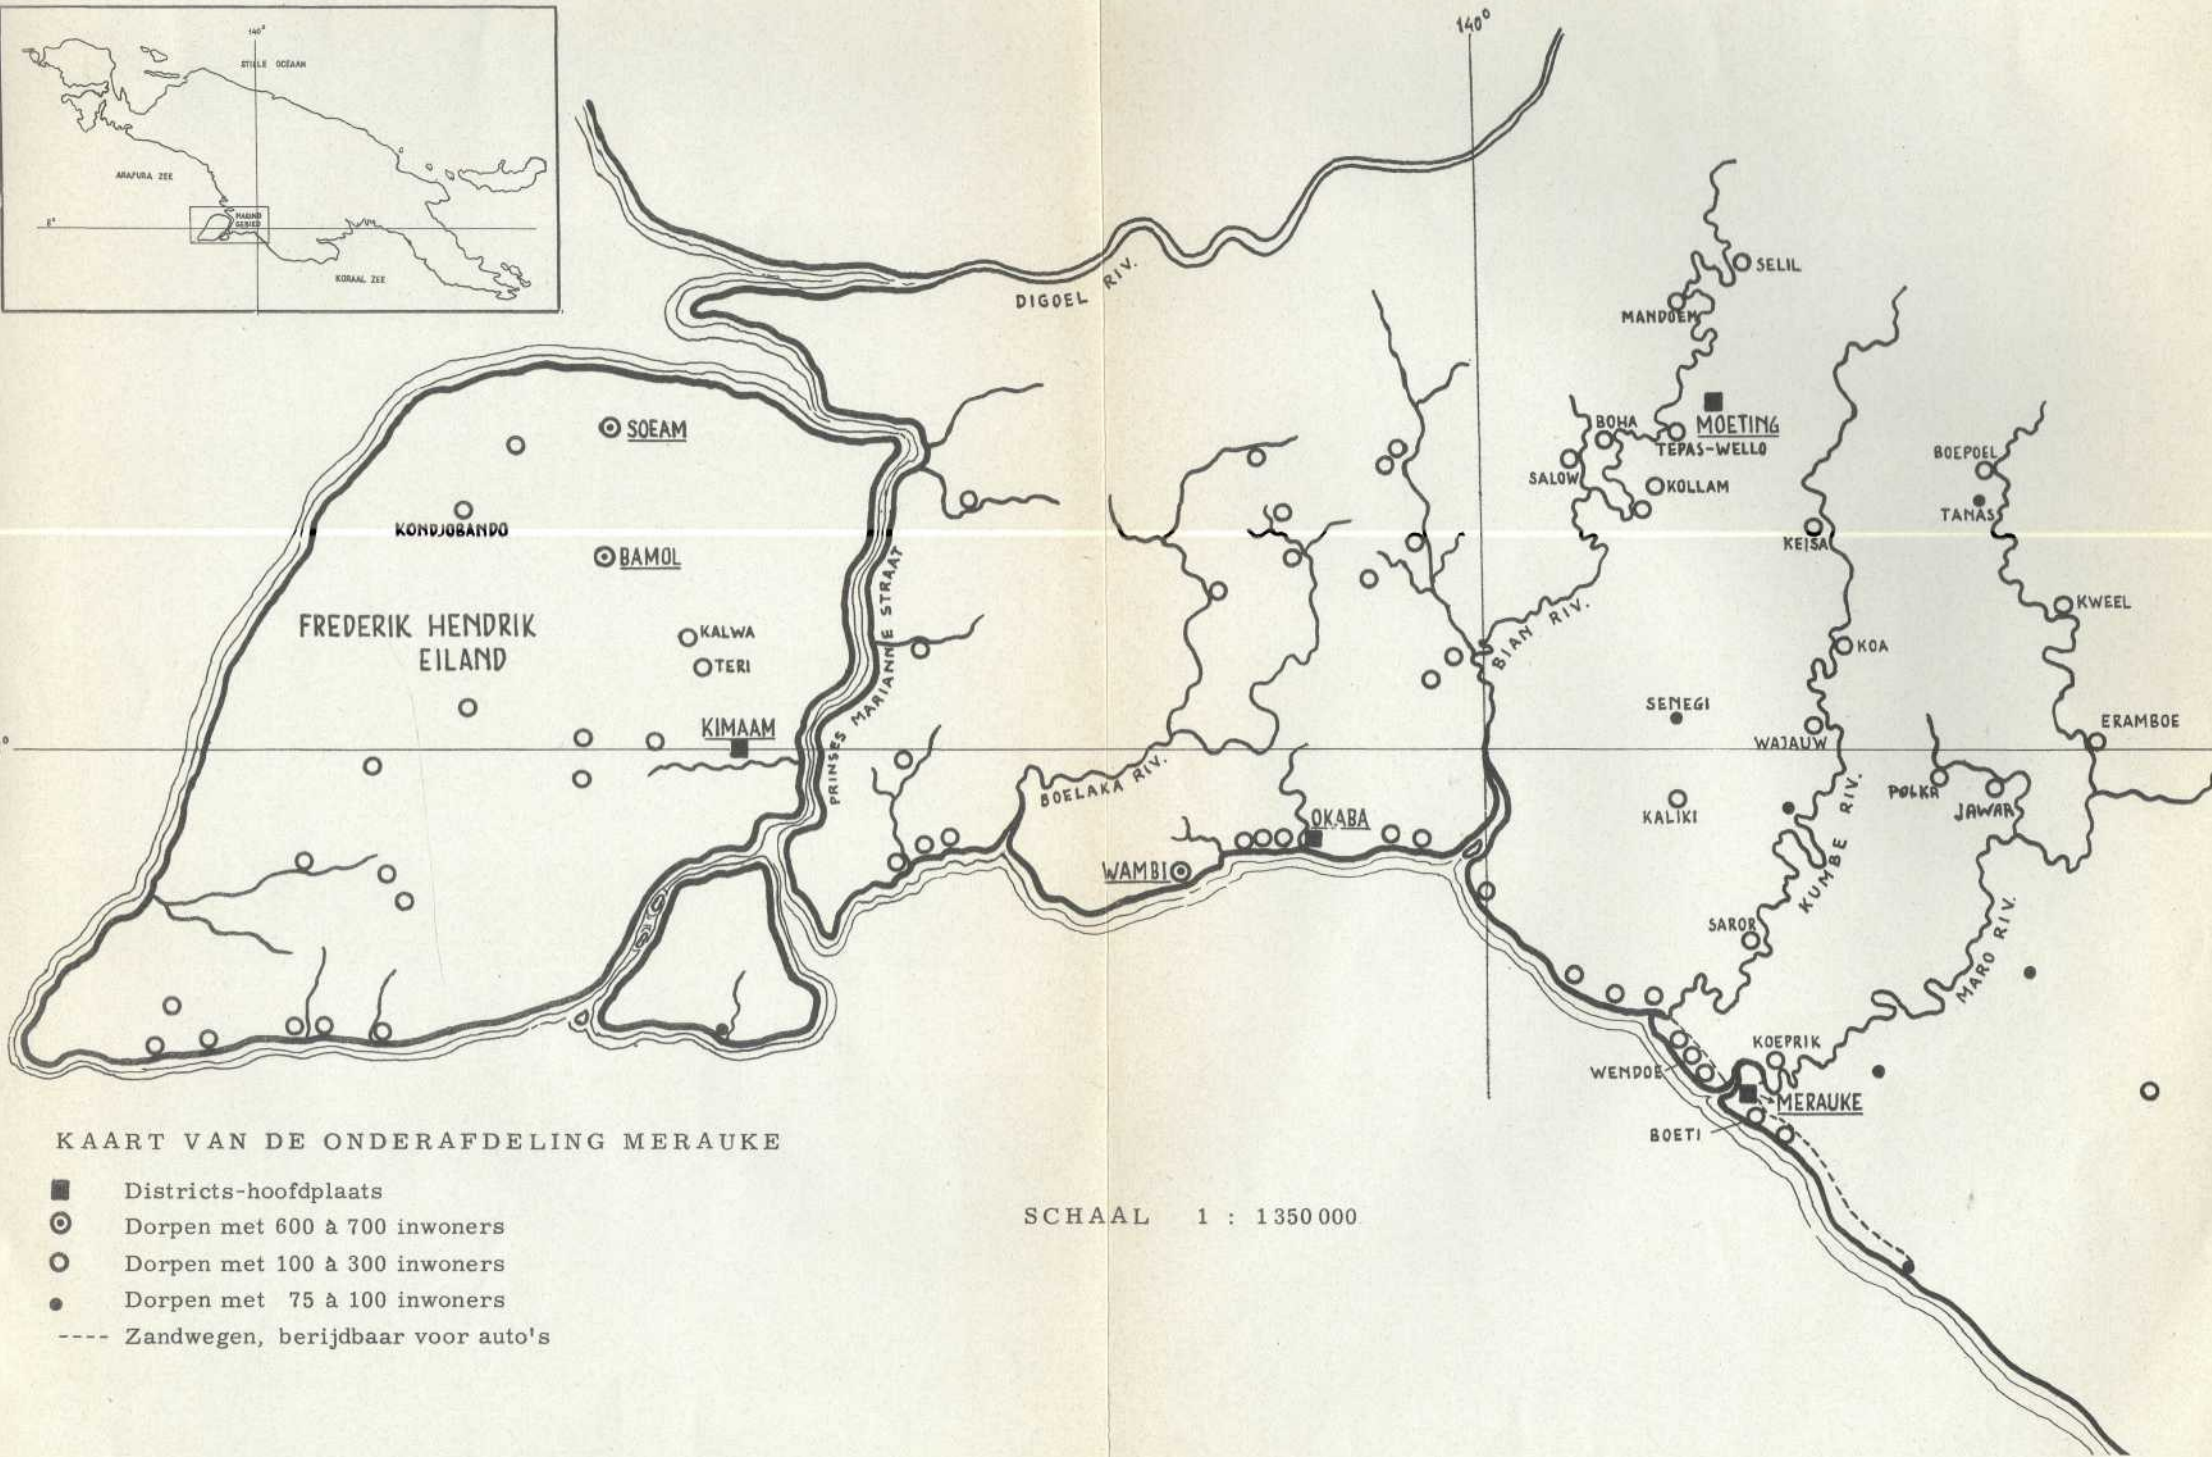 140°
STILLE OCEAAN
ARAFURA ZEE
8°
MARIND
GEBIED
KORAAL ZEE
140°
DIGOEL RIV.
SELIL
MANDOEM
MOETING
BOHA
TEPAS-WELLO
SALOW
KOLLAM
BOEPOEL
TANAS
KEISA
KWEEL
KOA
SENEGI
WAJAUW
ERAMBOE
POLKA
JAWAR
KALIKI
KUMBE RIV.
SAROR
MARO RIV.
BIAN RIV.
SOEAM
KONDJOBANDO
BAMOL
FREDERIK HENDRIK
EILAND
KALWA
TERI
KIMAAM
PRINSES MARIANNE STRAAT
BOELAKA RIV.
OKABA
WAMBI
KOEPRIK
WENDOE
MERAUKE
BOETI
KAART VAN DE ONDERAFDELING MERAUKE
Districts-hoofdplaats
Dorpen met 600 à 700 inwoners
Dorpen met 100 à 300 inwoners
Dorpen met 75 à 100 inwoners
Zandwegen, berijdbaar voor auto's
SCHAAL 1 : 1350000